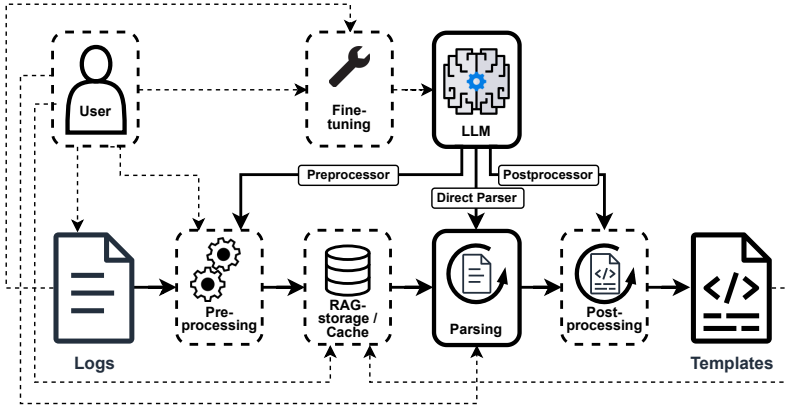 User
Fine-
tuning
LLM
Preprocessor
Postprocessor
Direct Parser
Logs
Pre-
processing
RAG-
storage /
Cache
Parsing
</>
Post-
processing
</>
Templates